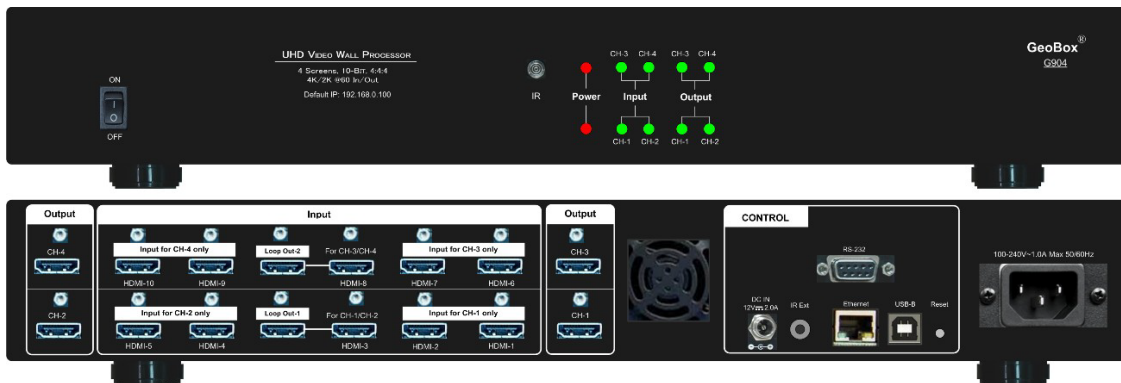 UHD VIDEO WALL PROCESSOR
4 Screens, 10-BIT, 4:4:4
4K/2K @60 In/Out
Default IP: 192.168.0.100
ON
I
O
OFF
IR
Power
CH-3 CH-4
Input
CH-1 CH-2
CH-3 CH-4
Output
CH-1 CH-2
GeoBox®
G904
Output
CH-4
CH-2
Input
Input for CH-4 only
HDMI-10 HDMI-9
Loop Out-2
For CH-3/CH-4
HDMI-8
Input for CH-3 only
HDMI-7 HDMI-6
Input for CH-2 only
HDMI-5 HDMI-4
Loop Out-1
For CH-1/CH-2
HDMI-3
Input for CH-1 only
HDMI-2 HDMI-1
Output
CH-3
CH-1
CONTROL
RS-232
DC IN
12V⎓2.0A
IR Ext
Ethernet
USB-B
Reset
100-240V~1.0A Max 50/60Hz